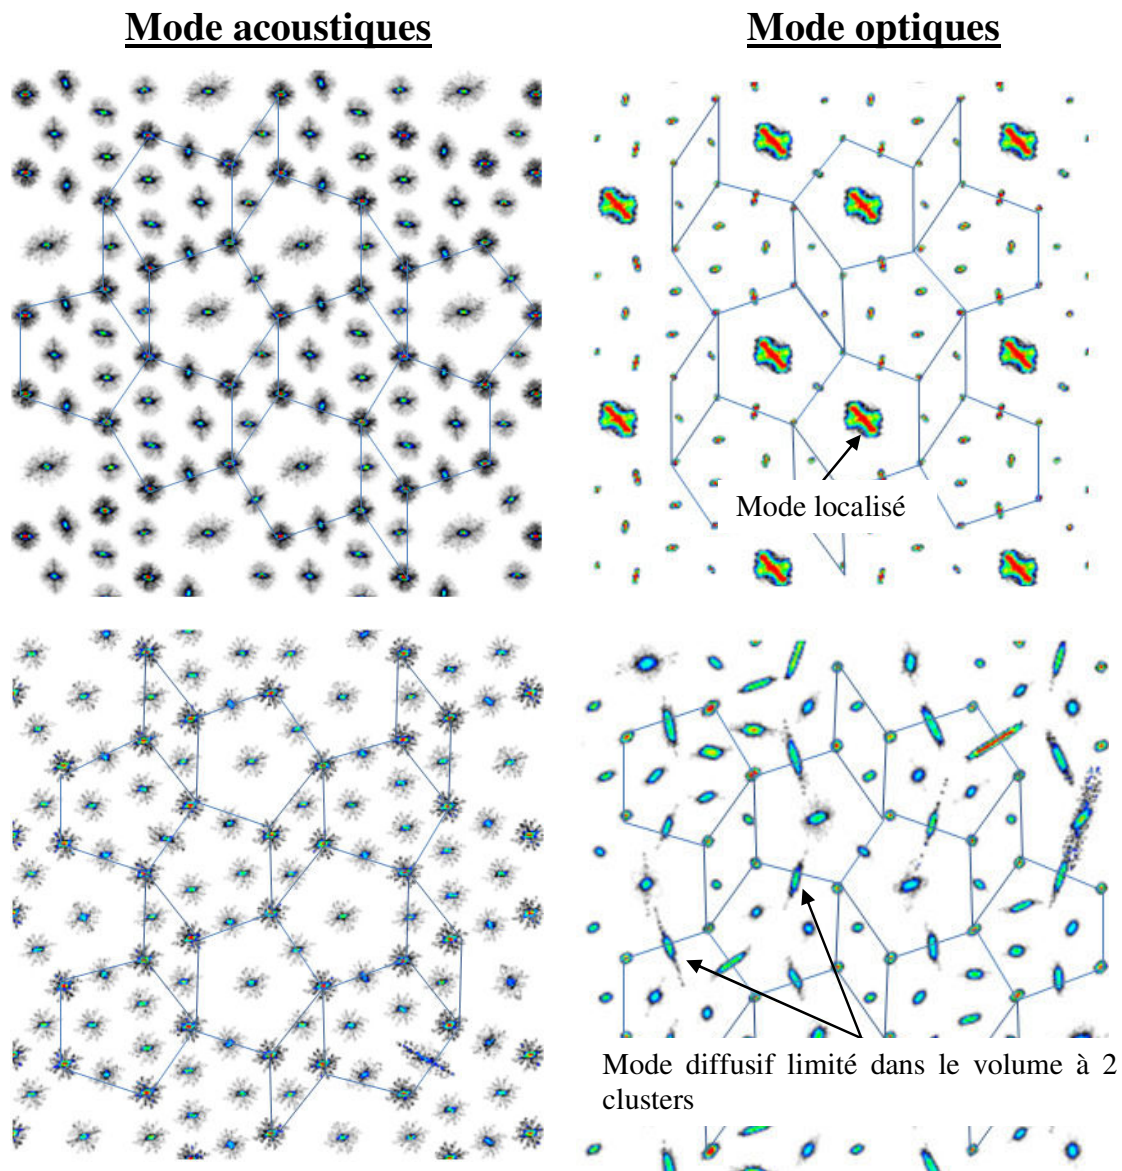 Mode acoustiques
Mode optiques
Mode localisé
Mode diffusif limité dans le volume à 2
clusters